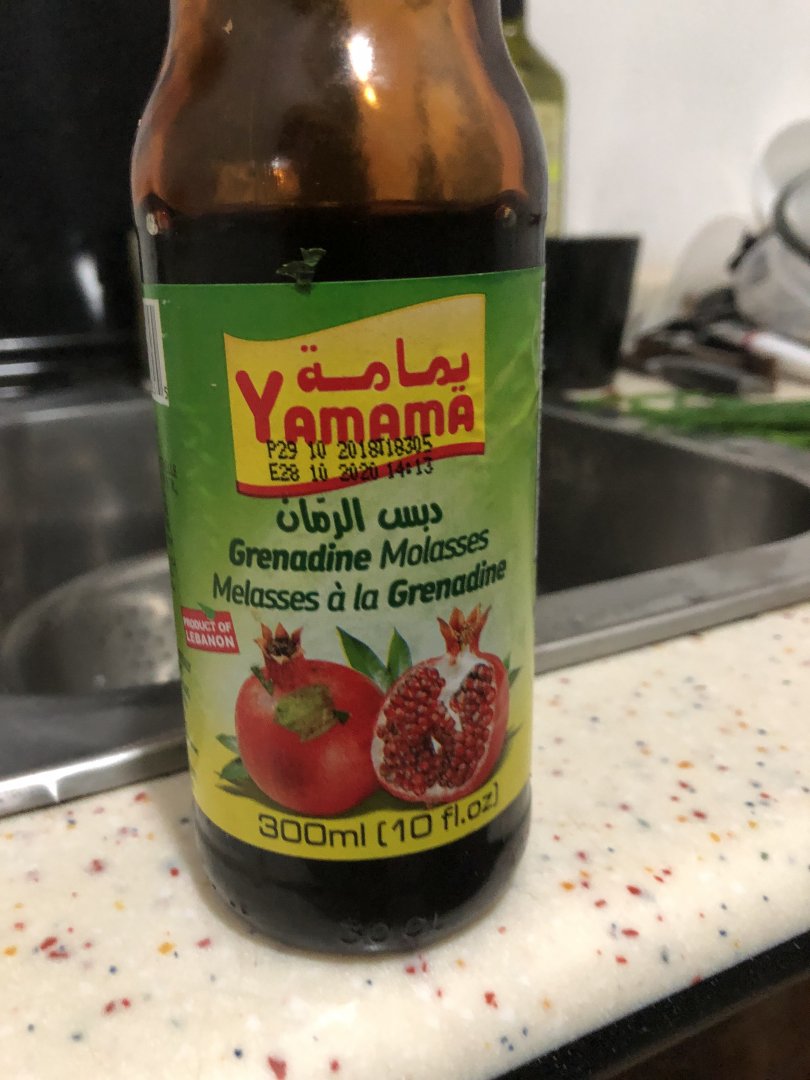 يمامة
YAMAMA
P29 10 2018T18305
E28 10 2020 14:13
دبس الرمان
Grenadine Molasses
Melasses à la Grenadine
PRODUCT OF
LEBANON
300ml (10 fl.oz)